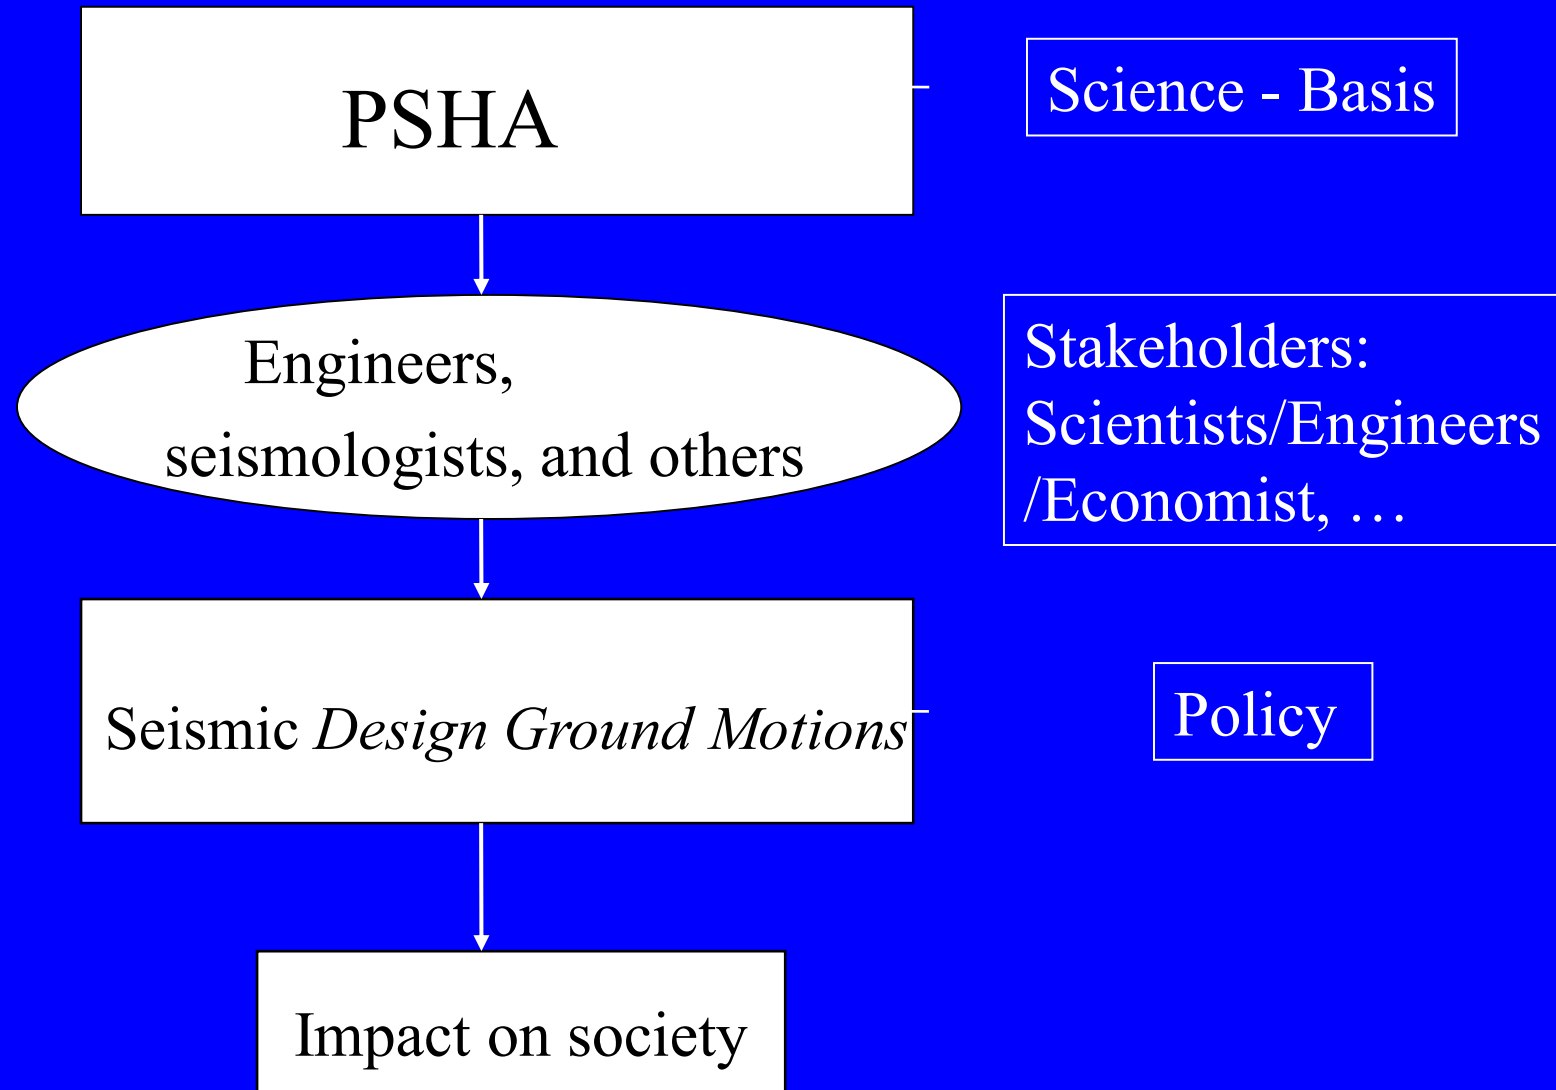 PSHA
Science - Basis
Engineers,
seismologists, and others
Stakeholders:
Scientists/Engineers
/Economist, …
Seismic Design Ground Motions
Policy
Impact on society